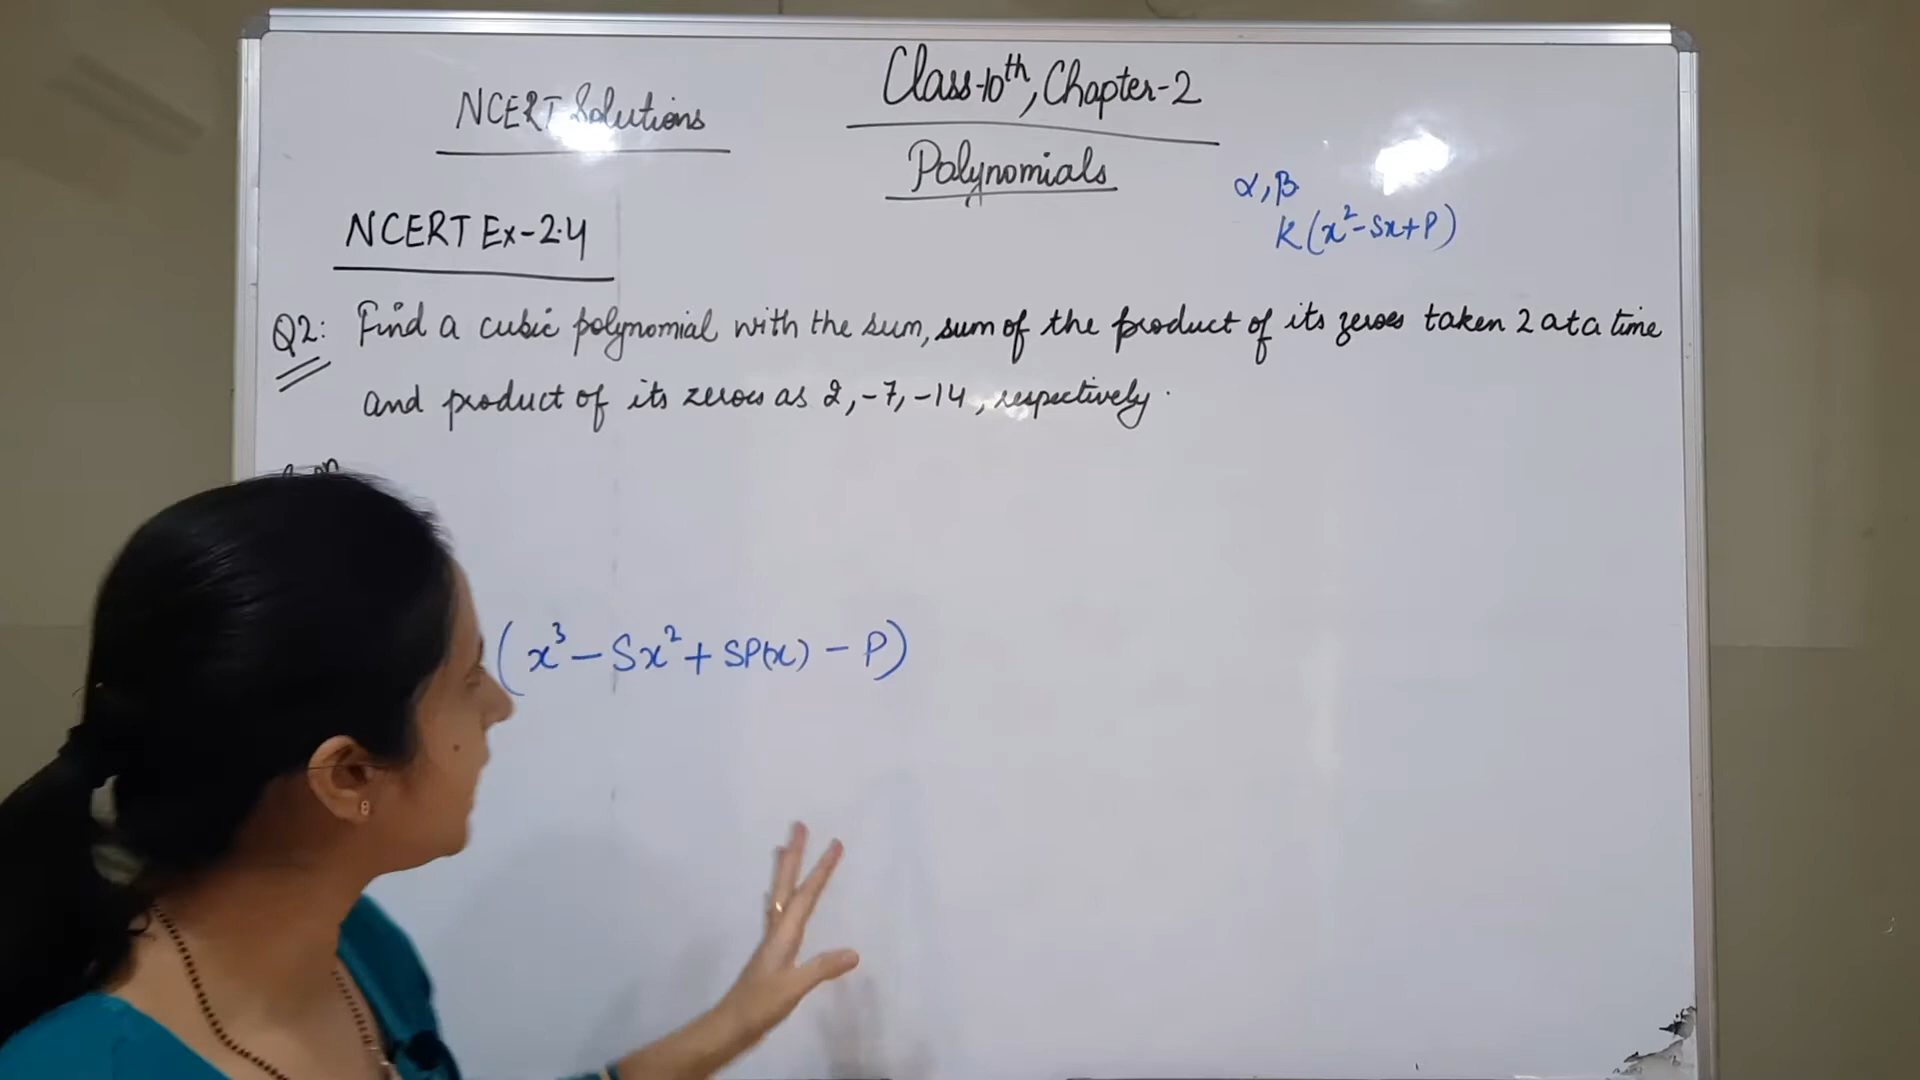 NCERT Solutions
Class-10th, Chapter-2
Polynomials
α, β
K(x²-Sx+P)
NCERT Ex-2.4
Q2: Find a cubic polynomial with the sum, sum of the product of its zeroes taken 2 at a time
and product of its zeroes as 2, -7, -14, respectively.
(x³ - Sx² + SP(x) - P)